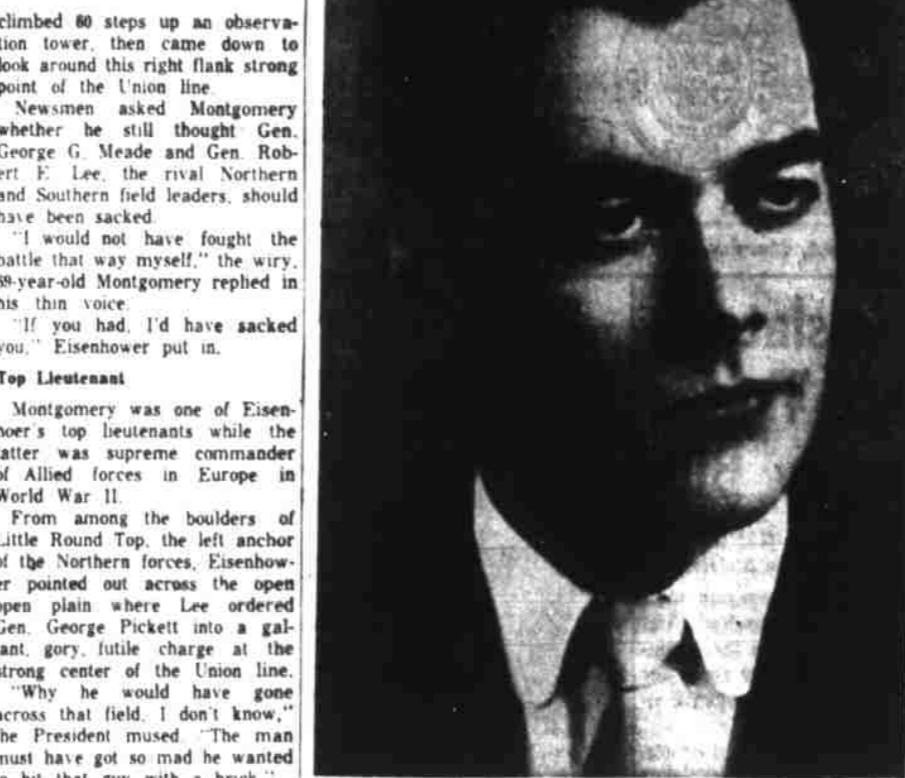 climbed 60 steps up an observa-
tion tower, then came down to
look around this right flank strong
point of the Union line.
Newsmen asked Montgomery
whether he still thought Gen.
George G. Meade and Gen. Rob-
ert E. Lee, the rival Northern
and Southern field leaders, should
have been sacked.
"I would not have fought the
battle that way myself," the wiry,
69-year-old Montgomery replied in
his thin voice.
"If you had, I'd have sacked
you," Eisenhower put in.
Top Lieutenant
Montgomery was one of Eisen-
hoer's top lieutenants while the
latter was supreme commander
of Allied forces in Europe in
World War II.
From among the boulders of
Little Round Top, the left anchor
of the Northern forces, Eisenhow-
er pointed out across the open
open plain where Lee ordered
Gen. George Pickett into a gal-
lant, gory, futile charge at the
strong center of the Union line.
"Why he would have gone
across that field, I don't know,"
the President mused. "The man
must have got so mad he wanted
to hit that guy with a brick."